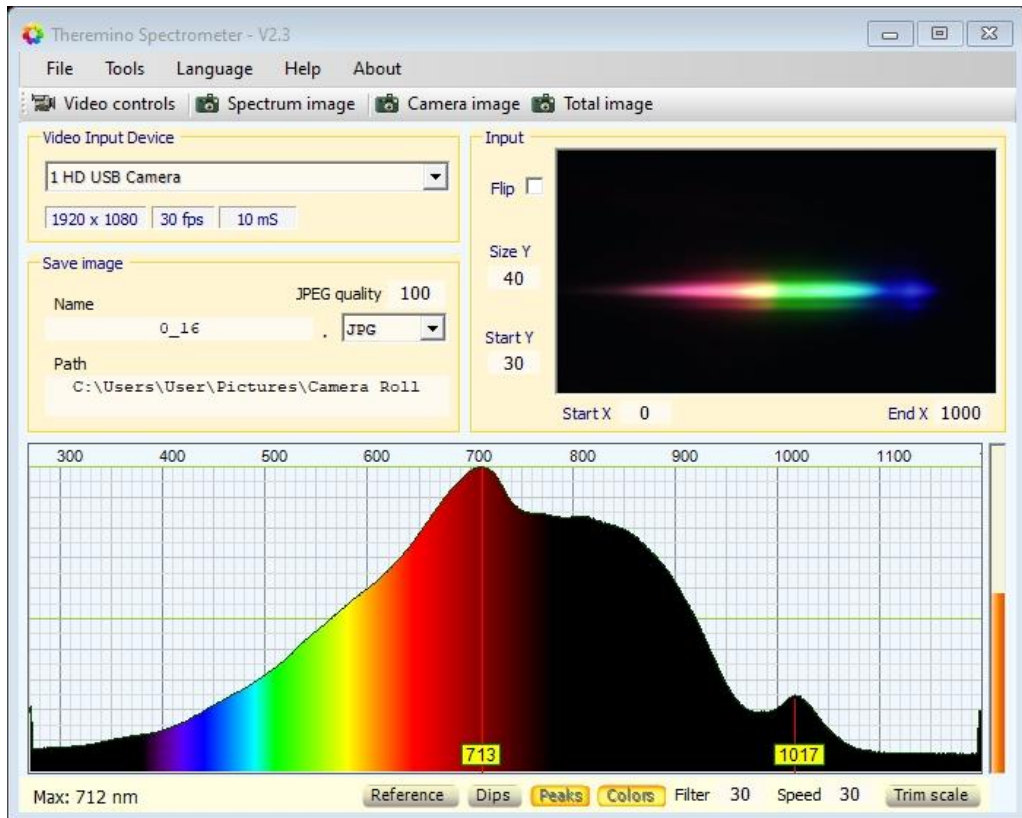 Theremino Spectrometer - V2.3
File Tools Language Help About
Video controls Spectrum image Camera image Total image
Video Input Device
1 HD USB Camera
1920 x 1080 30 fps 10 mS
Save image
Name JPEG quality 100
0_16 . JPG
Path
C:\Users\User\Pictures\Camera Roll
Input
Flip
Size Y
40
Start Y
30
Start X 0 End X 1000
300 400 500 600 700 800 900 1000 1100
713 1017
Max: 712 nm Reference Dips Peaks Colors Filter 30 Speed 30 Trim scale